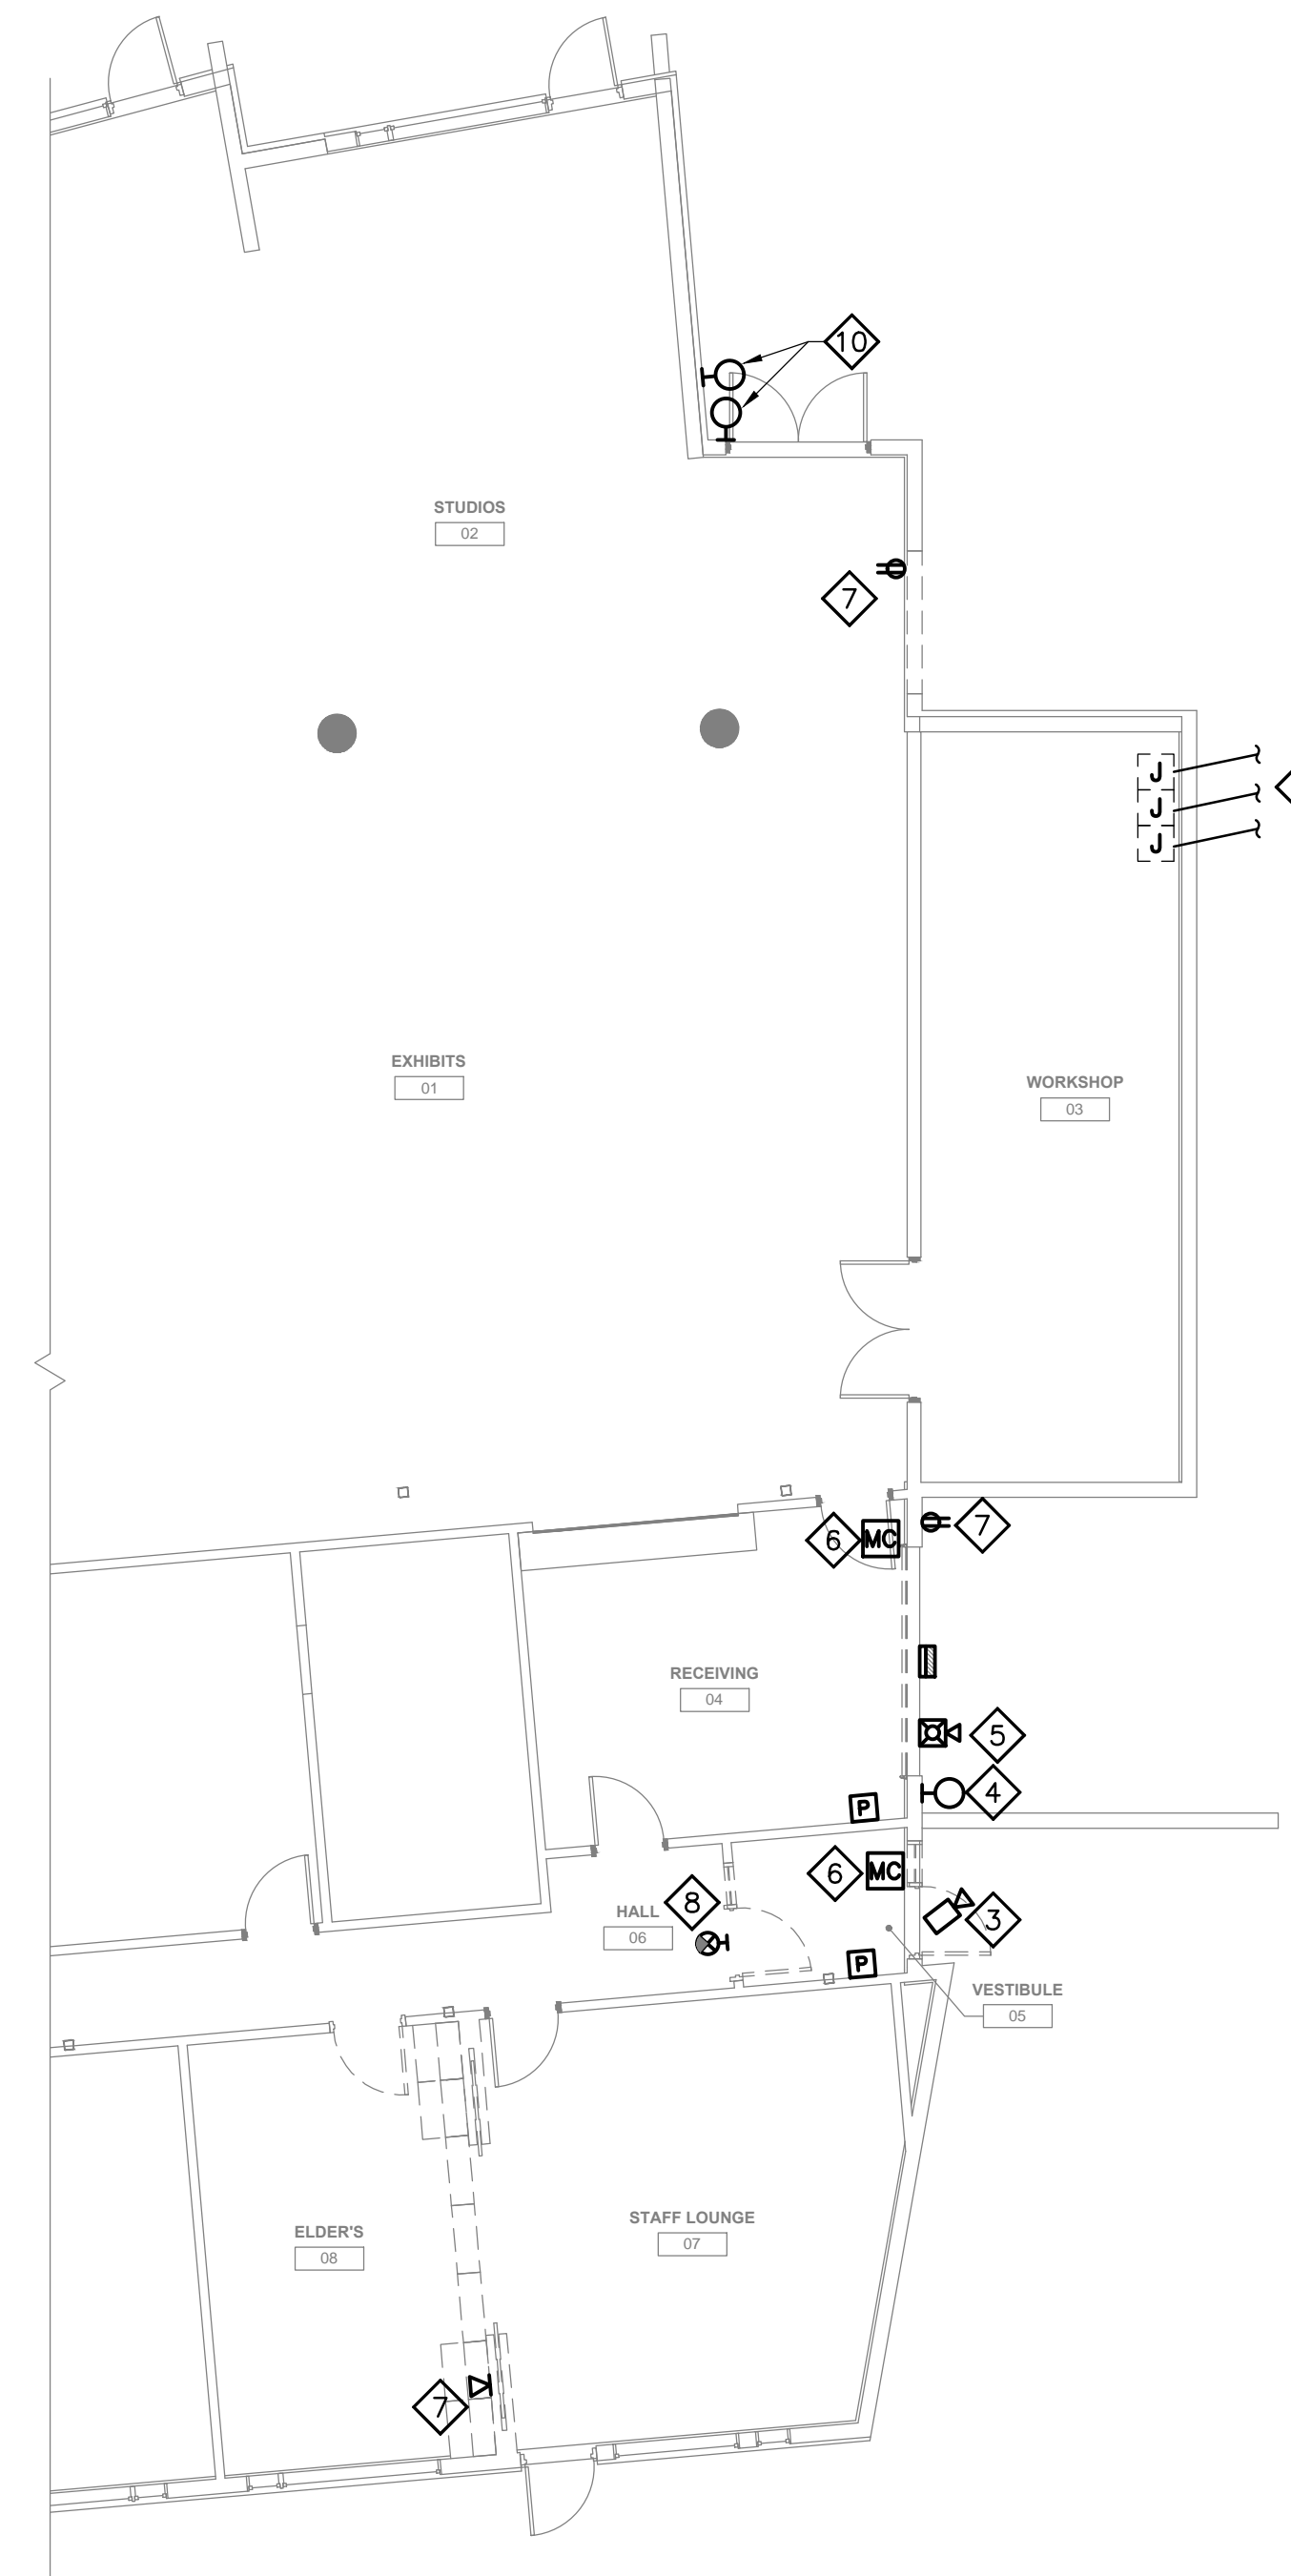 10
STUDIOS
02
7
J
J
J
EXHIBITS
01
WORKSHOP
03
6 MC
7
RECEIVING
04
5
4
P
6 MC
8
HALL
06
3
P
VESTIBULE
05
ELDER'S
08
STAFF LOUNGE
07
7